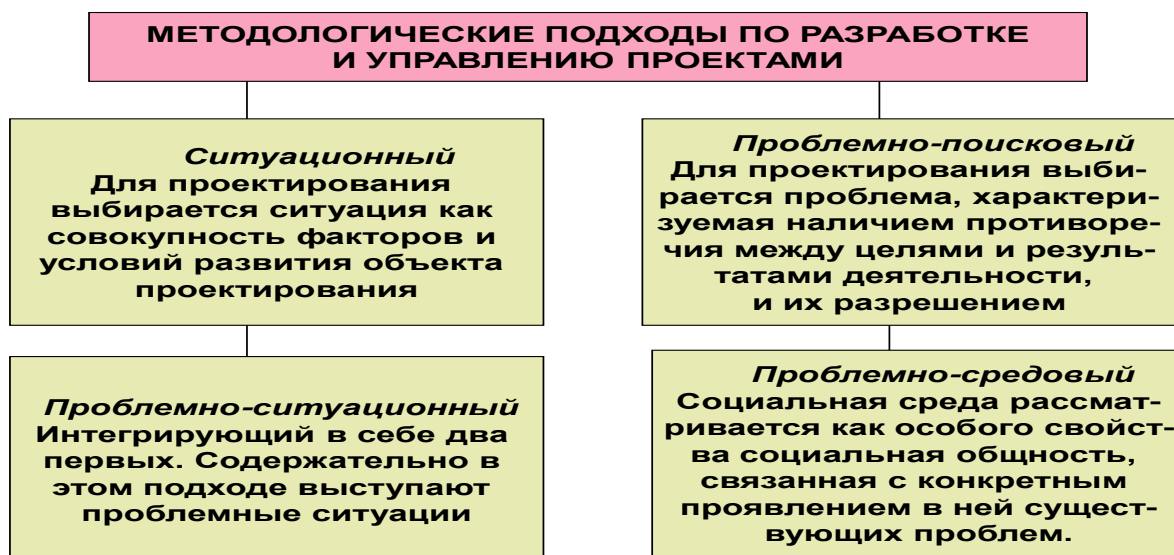 МЕТОДОЛОГИЧЕСКИЕ ПОДХОДЫ ПО РАЗРАБОТКЕ
И УПРАВЛЕНИЮ ПРОЕКТАМИ
Ситуационный
Для проектирования
выбирается ситуация как
совокупность факторов и
условий развития объекта
проектирования
Проблемно-поисковый
Для проектирования выби-
рается проблема, характери-
зуемая наличием противоре-
чия между целями и резуль-
татами деятельности,
и их разрешением
Проблемно-ситуационный
Интегрирующий в себе два
первых. Содержательно в
этом подходе выступают
проблемные ситуации
Проблемно-средовый
Социальная среда рассмат-
ривается как особого свойст-
ва социальная общность,
связанная с конкретным
проявлением в ней сущест-
вующих проблем.